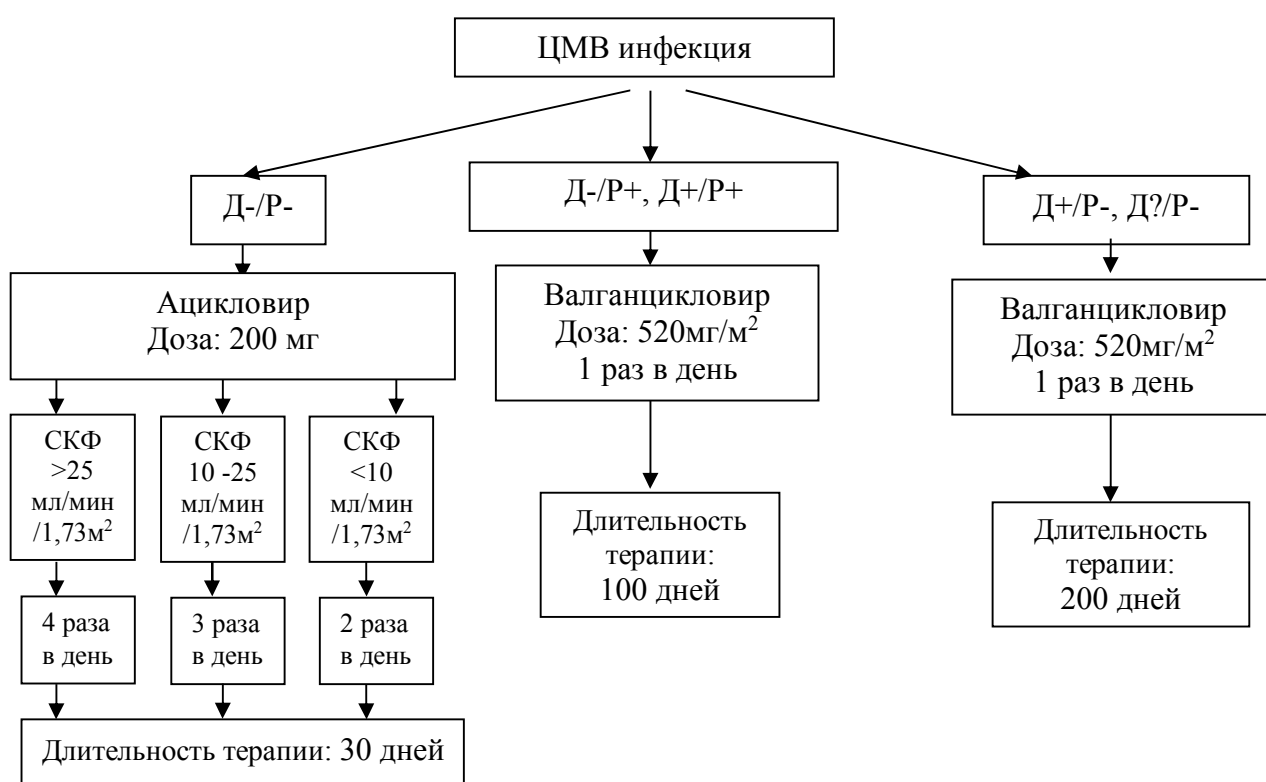 ЦМВ инфекция
Д-/Р-
Д-/Р+, Д+/Р+
Д+/Р-, Д?/Р-
Ацикловир
Доза: 200 мг
Валганцикловир
Доза: 520мг/м²
1 раз в день
Валганцикловир
Доза: 520мг/м²
1 раз в день
СКФ
>25
мл/мин
/1,73м²
СКФ
10 -25
мл/мин
/1,73м²
СКФ
<10
мл/мин
/1,73м²
Длительность
терапии:
100 дней
Длительность
терапии:
200 дней
4 раза
в день
3 раза
в день
2 раза
в день
Длительность терапии: 30 дней